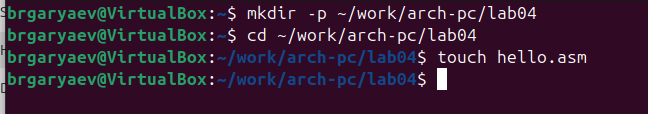 brgaryaev@VirtualBox:~$ mkdir -p ~/work/arch-pc/lab04
brgaryaev@VirtualBox:~$ cd ~/work/arch-pc/lab04
brgaryaev@VirtualBox:~/work/arch-pc/lab04$ touch hello.asm
brgaryaev@VirtualBox:~/work/arch-pc/lab04$